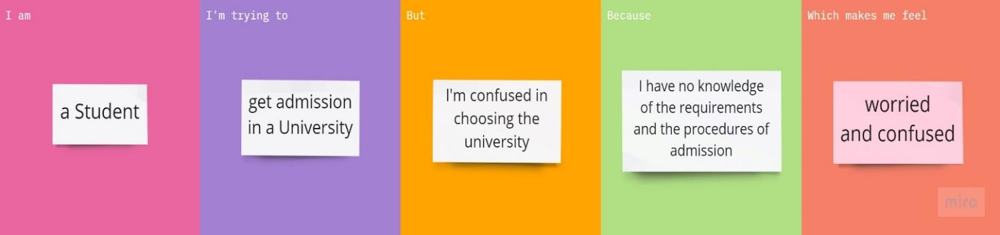 I am
a Student
I'm trying to
get admission
in a University
But
I'm confused in
choosing the
university
Because
I have no knowledge
of the requirements
and the procedures of
admission
Which makes me feel
worried
and confused
miro